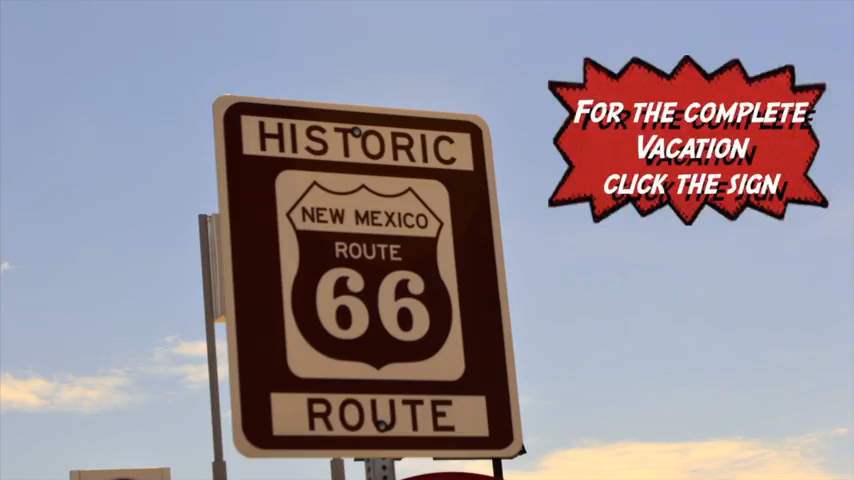 HISTORIC
NEW MEXICO
ROUTE
66
ROUTE
FOR THE COMPLETE
VACATION
CLICK THE SIGN